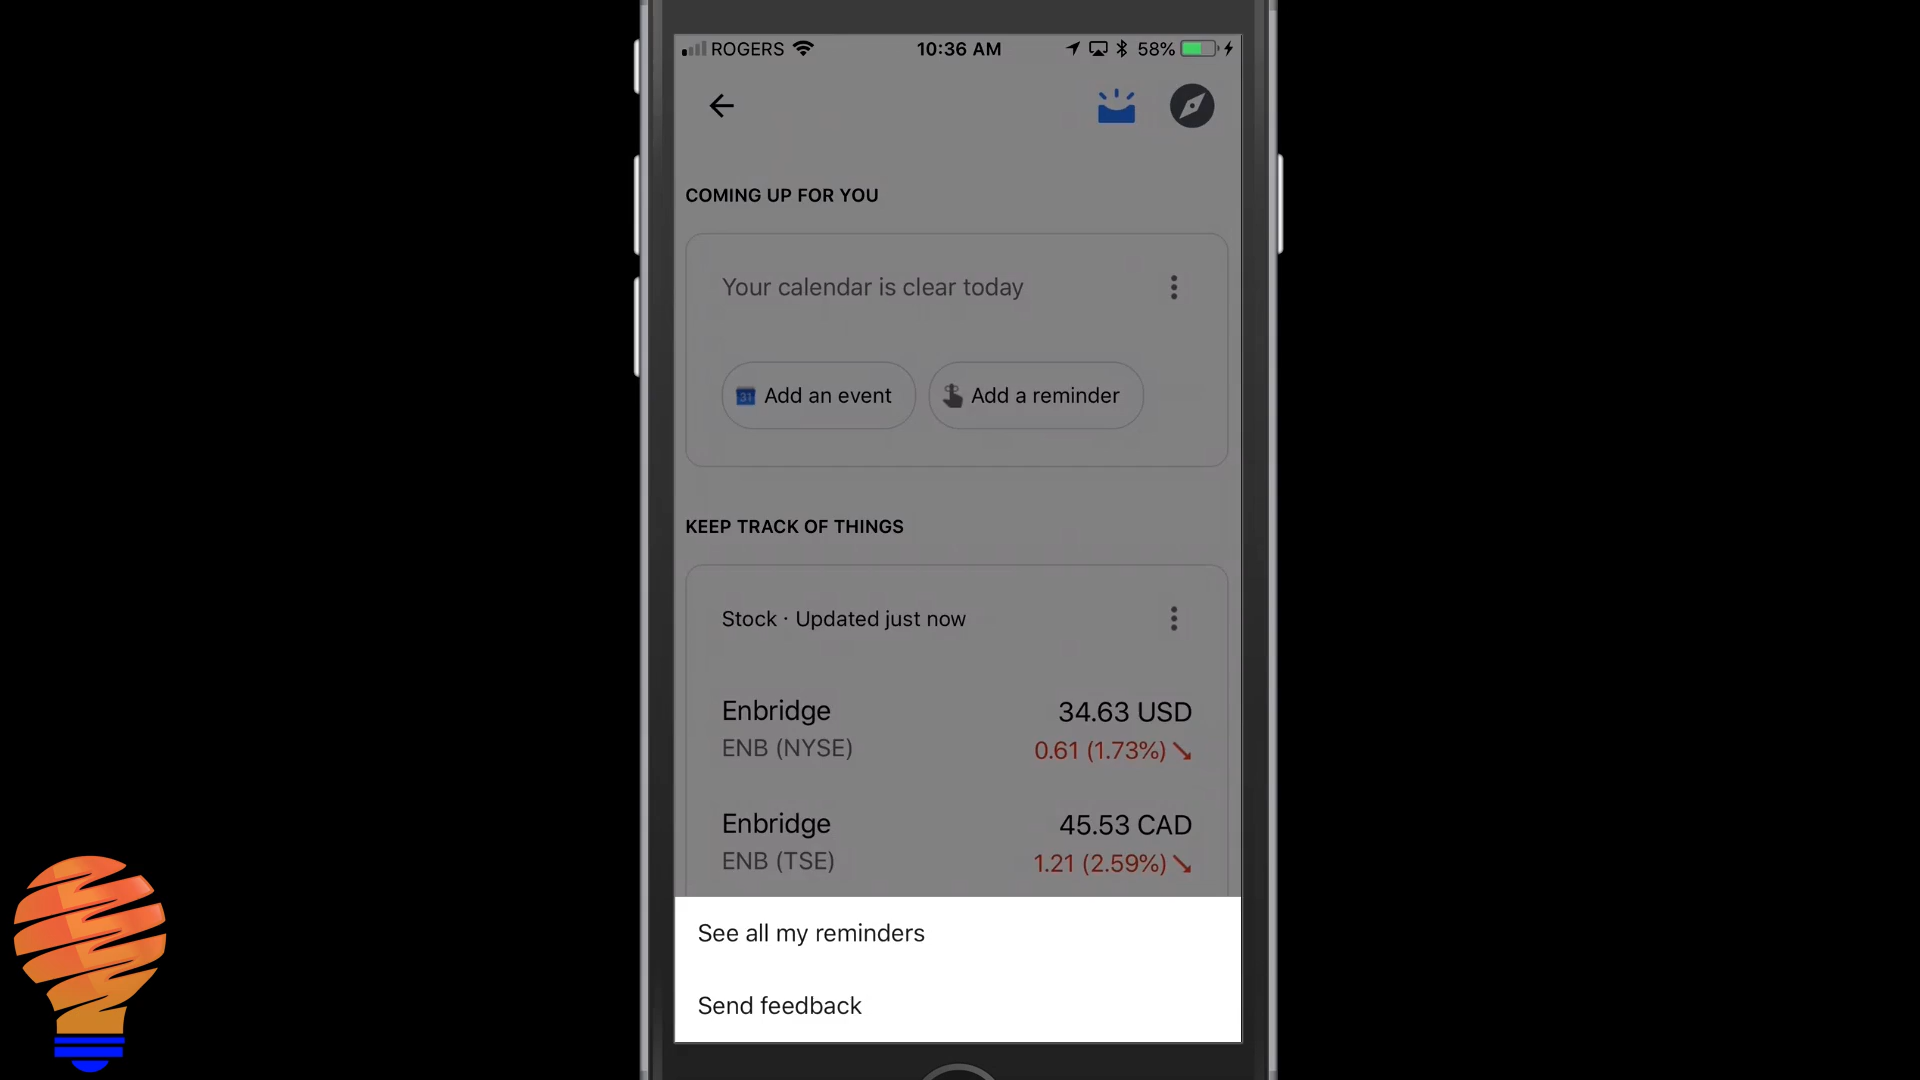 ROGERS 10:36 AM 58%
COMING UP FOR YOU
Your calendar is clear today
31 Add an event Add a reminder
KEEP TRACK OF THINGS
Stock · Updated just now
Enbridge 34.63 USD
ENB (NYSE) 0.61 (1.73%)
Enbridge 45.53 CAD
ENB (TSE) 1.21 (2.59%)
See all my reminders
Send feedback